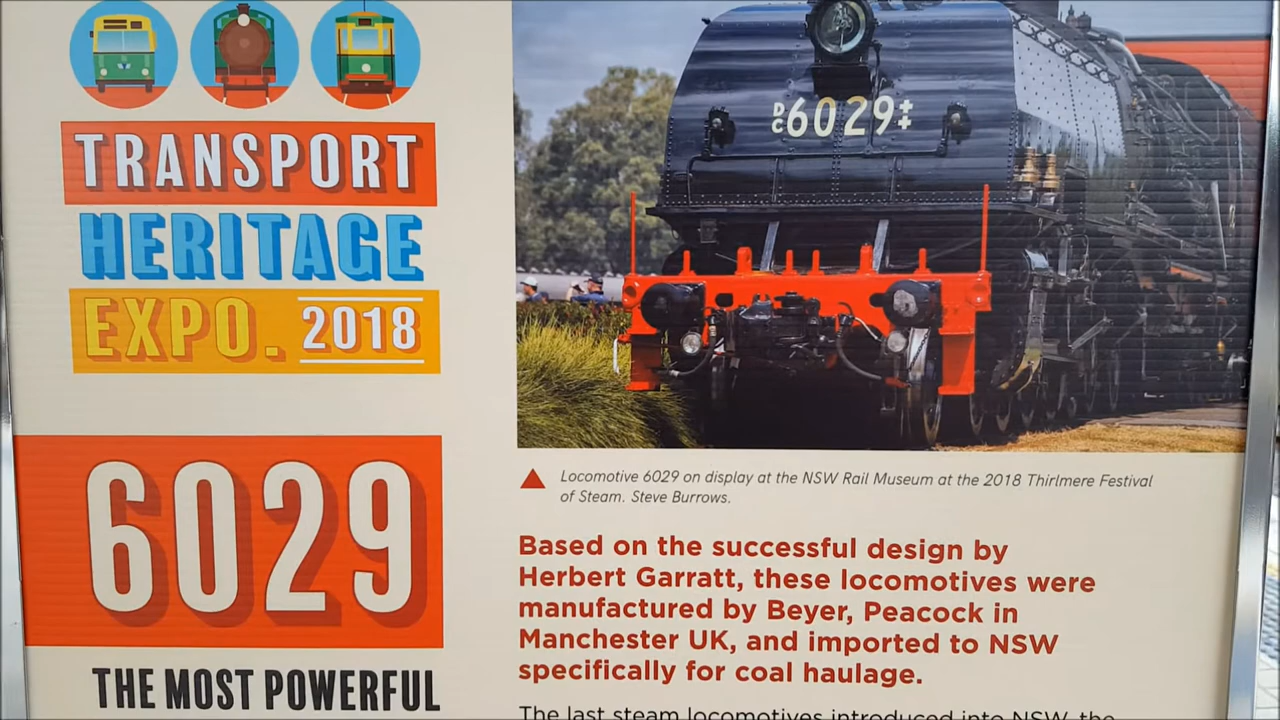 TRANSPORT
HERITAGE
EXPO. 2018
6029
THE MOST POWERFUL
DC6029‡
Locomotive 6029 on display at the NSW Rail Museum at the 2018 Thirlmere Festival
of Steam. Steve Burrows.
Based on the successful design by
Herbert Garratt, these locomotives were
manufactured by Beyer, Peacock in
Manchester UK, and imported to NSW
specifically for coal haulage.
The last steam locomotives introduced into NSW, the